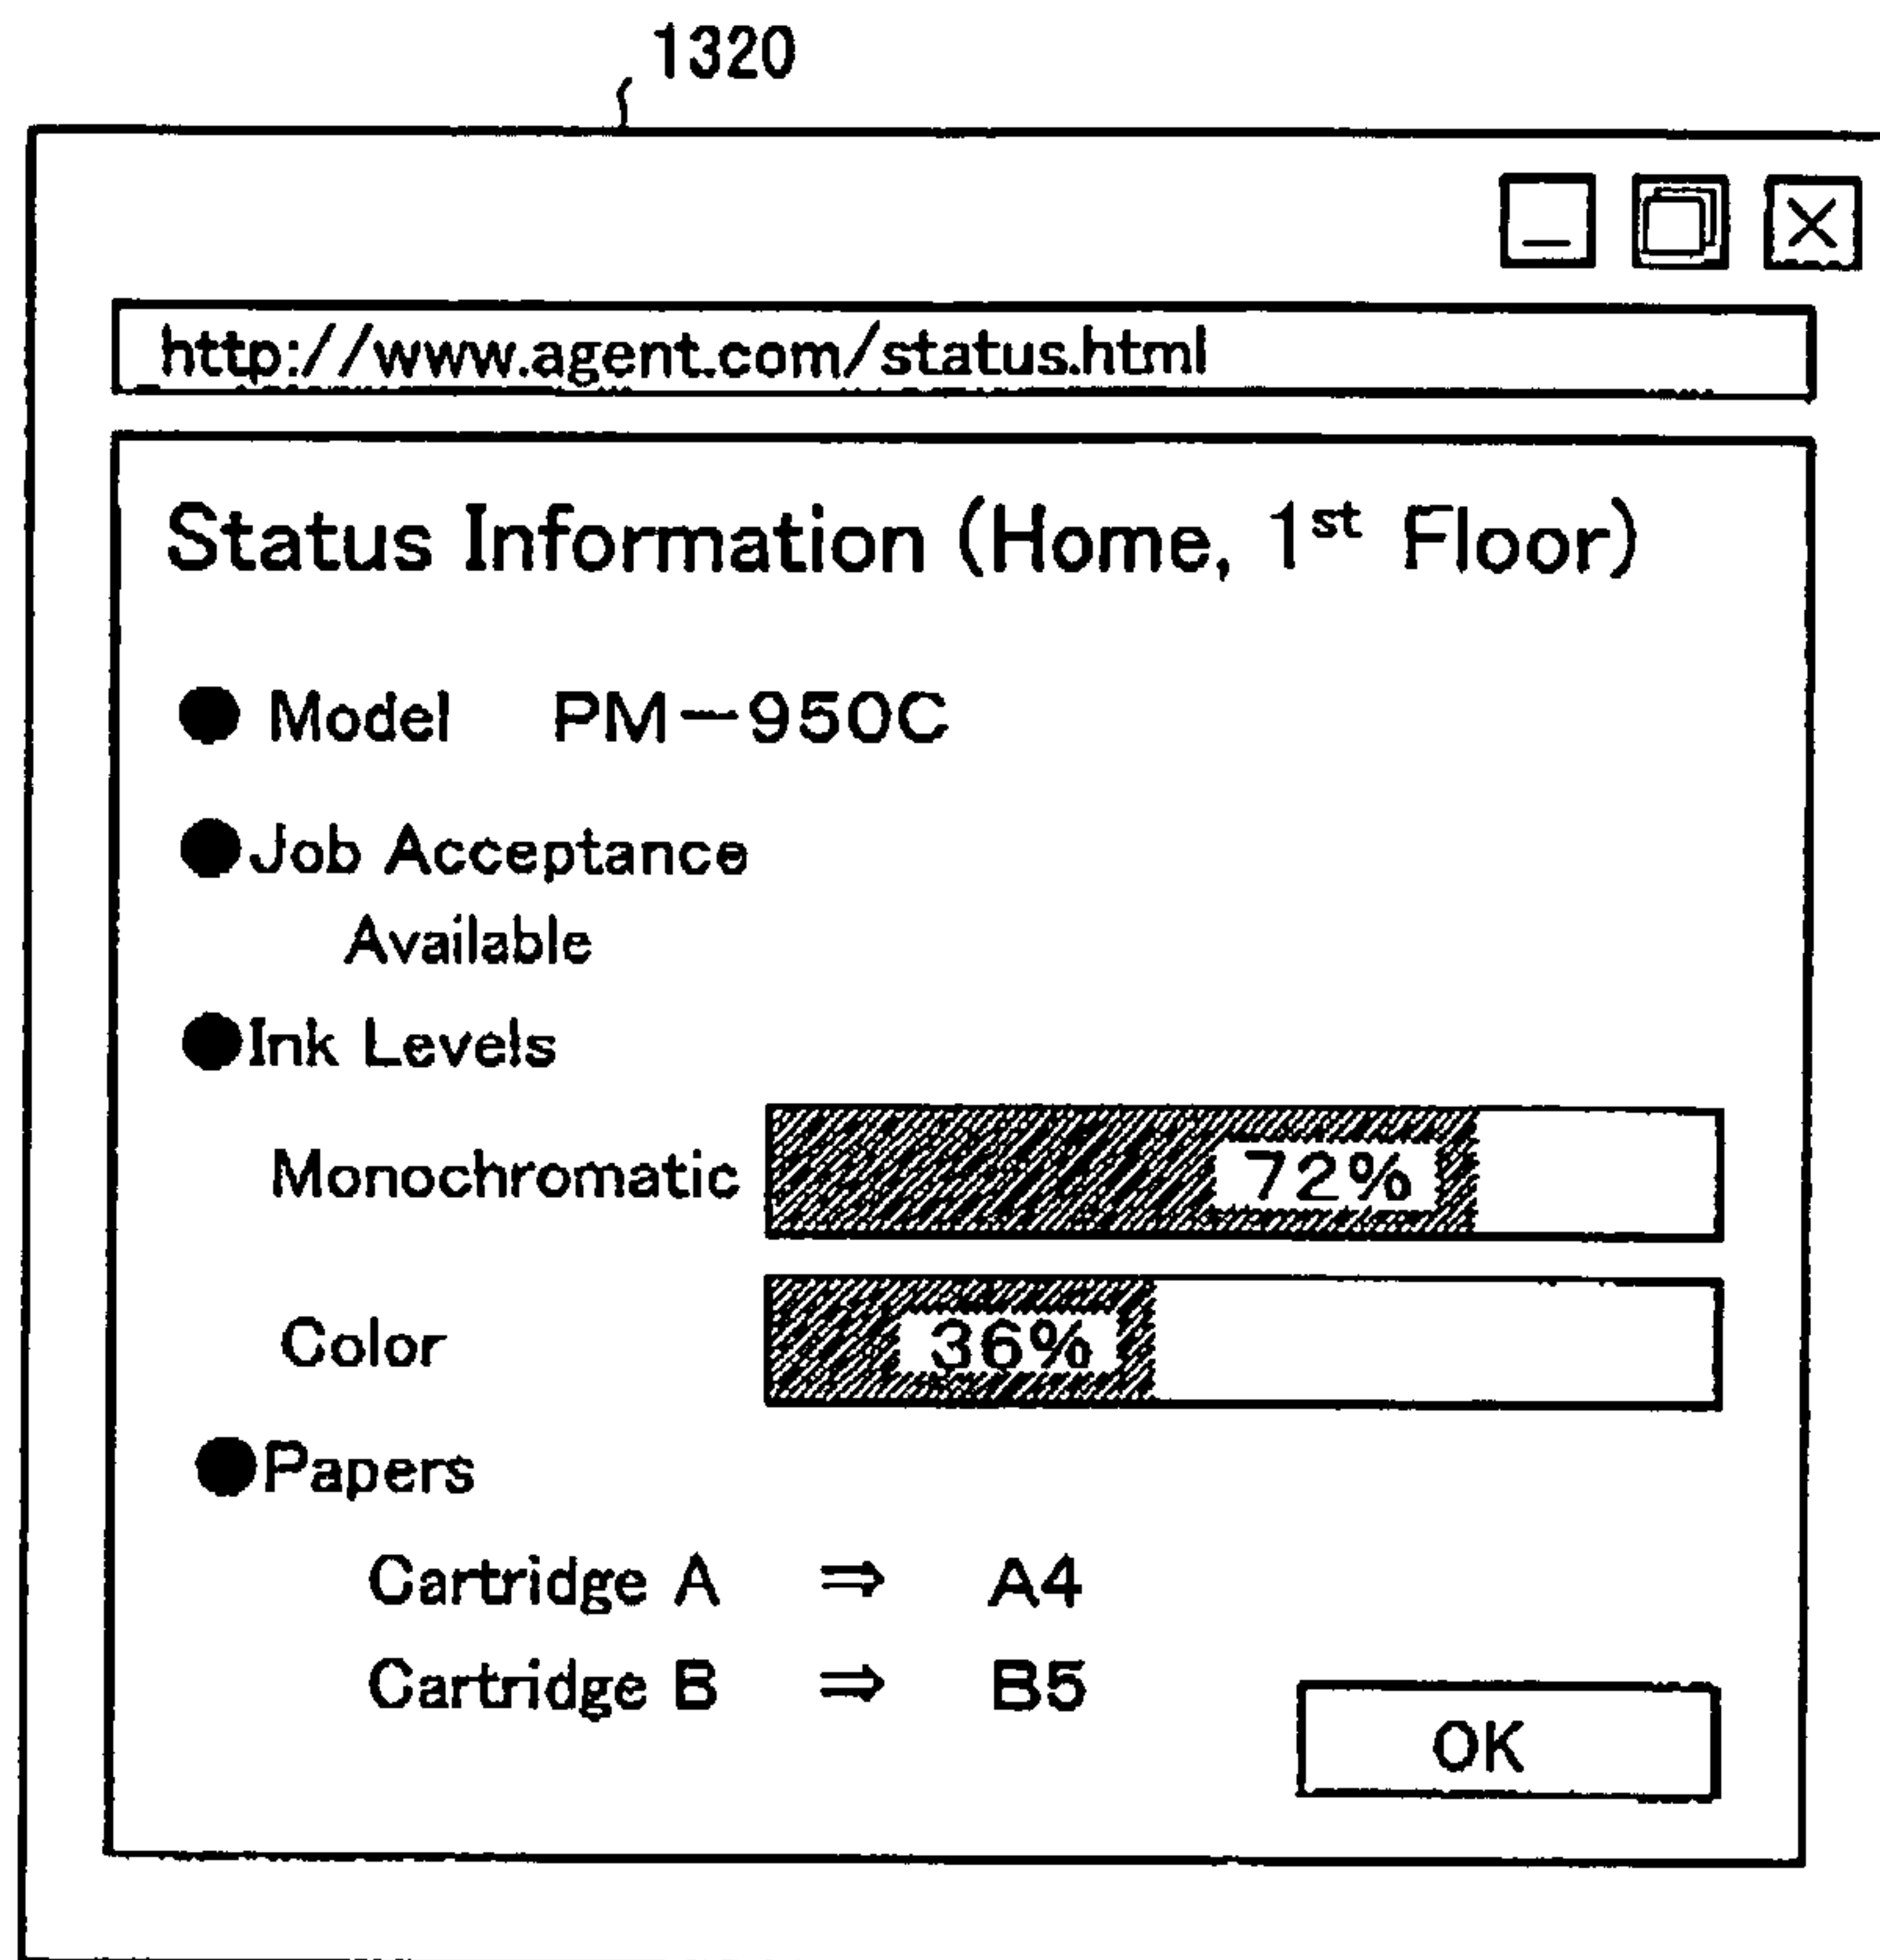 1320
http://www.agent.com/status.html
Status Information (Home, 1st Floor)
● Model PM-950C
● Job Acceptance
Available
● Ink Levels
Monochromatic 72%
Color 36%
● Papers
Cartridge A ⇒ A4
Cartridge B ⇒ B5
OK